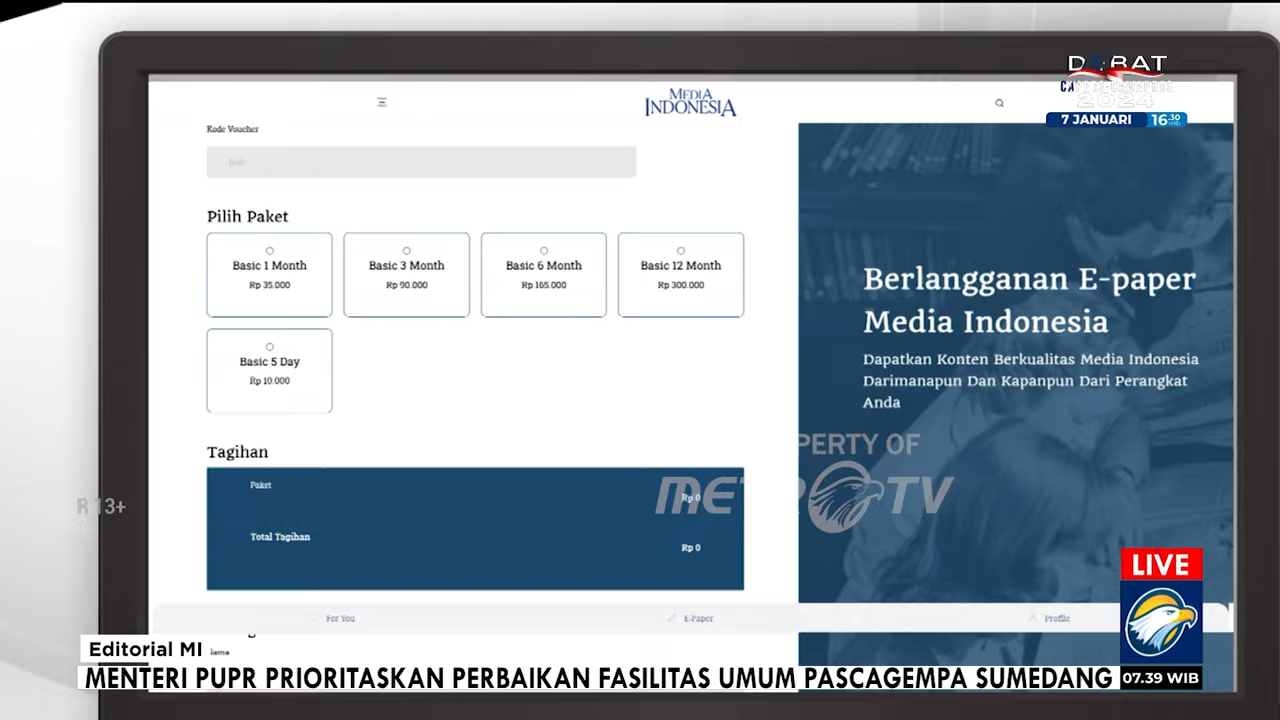 DEBAT
2024
7 JANUARI 16.30 WIB
MEDIA
INDONESIA
Kode Voucher
Pilih Paket
Basic 1 Month
Rp 35.000
Basic 3 Month
Rp 90.000
Basic 6 Month
Rp 165.000
Basic 12 Month
Rp 300.000
Basic 5 Day
Rp 10.000
Berlangganan E-paper
Media Indonesia
Dapatkan Konten Berkualitas Media Indonesia
Darimanapun Dan Kapanpun Dari Perangkat
Anda
Tagihan
Paket
Rp 0
Total Tagihan
Rp 0
OF
METRO TV
R 13+
For You
E-Paper
Profile
LIVE
Editorial MI
MENTERI PUPR PRIORITASKAN PERBAIKAN FASILITAS UMUM PASCAGEMPA SUMEDANG
07.39 WIB